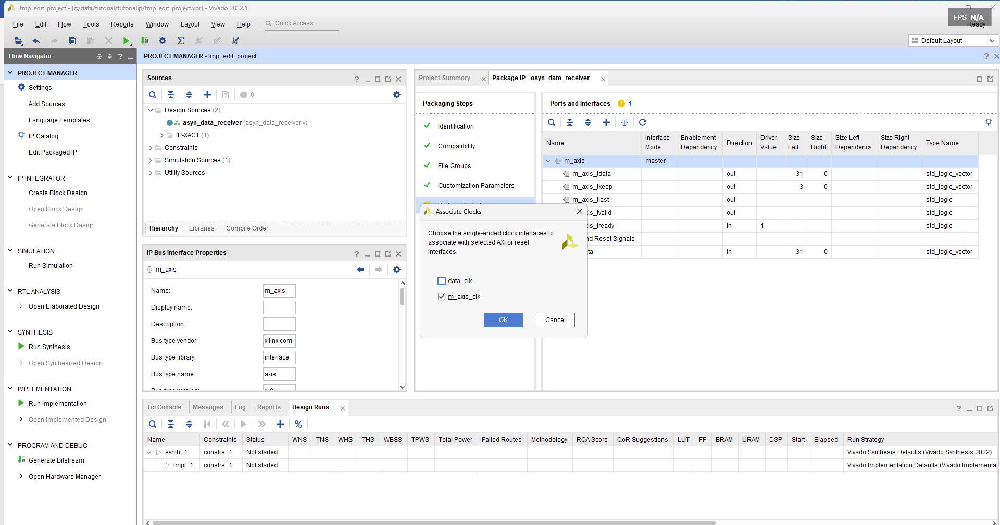 tmp_edit_project - [c:/data/tutorial/tutorialip/tmp_edit_project.xpr] - Vivado 2022.1
FPS N/A
File Edit Flow Tools Reports Window Layout View Help Quick Access
Ready
Default Layout
Flow Navigator
PROJECT MANAGER - tmp_edit_project
PROJECT MANAGER
Settings
Add Sources
Language Templates
IP Catalog
Edit Packaged IP
IP INTEGRATOR
Create Block Design
Open Block Design
Generate Block Design
SIMULATION
Run Simulation
RTL ANALYSIS
Open Elaborated Design
SYNTHESIS
Run Synthesis
Open Synthesized Design
IMPLEMENTATION
Run Implementation
Open Implemented Design
PROGRAM AND DEBUG
Generate Bitstream
Open Hardware Manager
Sources
0
Design Sources (2)
asyn_data_receiver (asyn_data_receiver.v)
IP-XACT (1)
Constraints
Simulation Sources (1)
Utility Sources
Hierarchy Libraries Compile Order
IP Bus Interface Properties
m_axis
Name: m_axis
Display name:
Description:
Bus type vendor: xilinx.com
Bus type library: interface
Bus type name: axis
Bus type version: 1.0
Project Summary Package IP - asyn_data_receiver
Packaging Steps
Identification
Compatibility
File Groups
Customization Parameters
Ports and Interfaces 1
Name Interface Mode Enablement Dependency Direction Driver Value Size Left Size Right Size Left Dependency Size Right Dependency Type Name
m_axis master
m_axis_tdata out 31 0 std_logic_vector
m_axis_tkeep out 3 0 std_logic_vector
m_axis_tlast out std_logic
is_tvalid out std_logic
is_tready in 1 std_logic
nd Reset Signals
ta in 31 0 std_logic_vector
Associate Clocks
Choose the single-ended clock interfaces to
associate with selected AXI or reset
interfaces.
data_clk
m_axis_clk
OK Cancel
Tcl Console Messages Log Reports Design Runs
Name Constraints Status WNS TNS WHS THS WBSS TPWS Total Power Failed Routes Methodology RQA Score QoR Suggestions LUT FF BRAM URAM DSP Start Elapsed Run Strategy
synth_1 constrs_1 Not started Vivado Synthesis Defaults (Vivado Synthesis 2022)
impl_1 constrs_1 Not started Vivado Implementation Defaults (Vivado Implementat